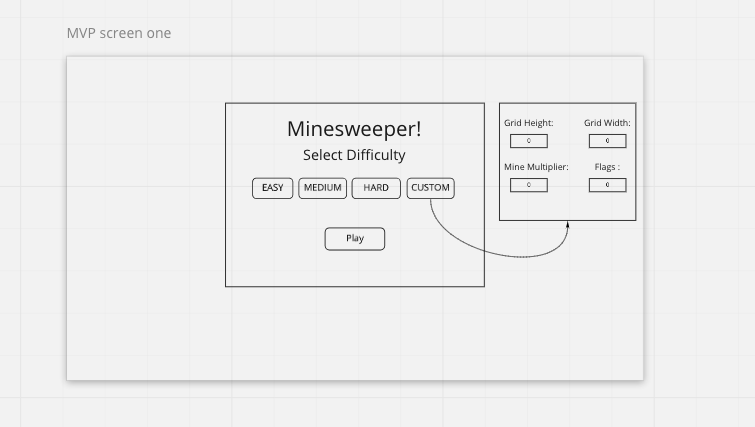 MVP screen one
Minesweeper!
Select Difficulty
EASY MEDIUM HARD CUSTOM
Play
Grid Height: Grid Width:
0 0
Mine Multiplier: Flags :
0 0